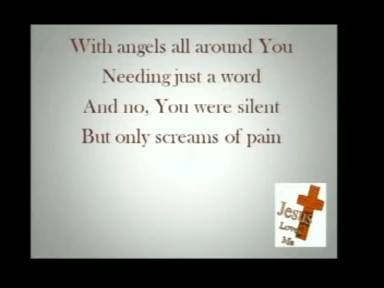 With angels all around You
Needing just a word
And no, You were silent
But only screams of pain
Jesus
Loves
Me